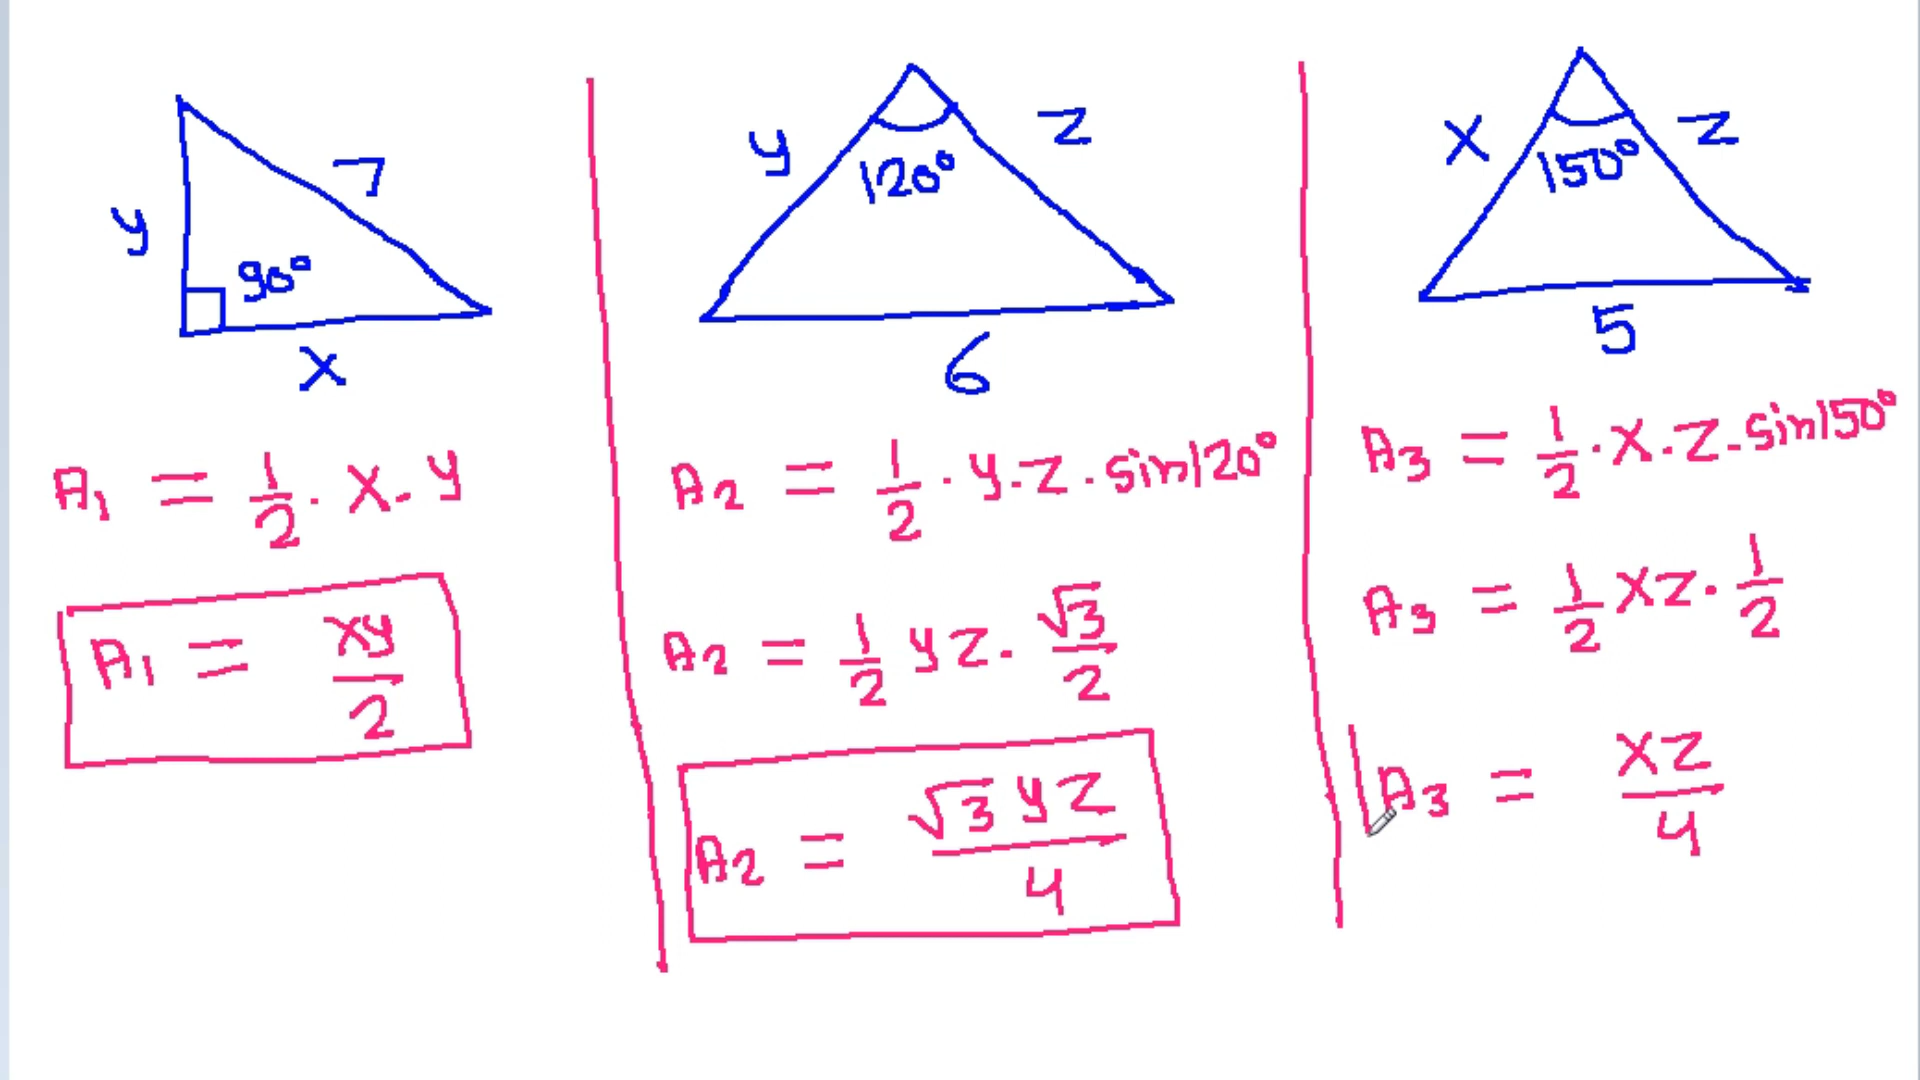 y
7
90°
x
A₁ = 1/2 · x · y
A₁ = xy/2
y
z
120°
6
A₂ = 1/2 · y · z · sin120°
A₂ = 1/2 yz · √3/2
A₂ = √3 yz/4
x
z
150°
5
A₃ = 1/2 · x · z · sin150°
A₃ = 1/2 xz · 1/2
A₃ = xz/4